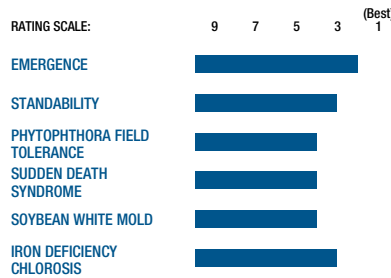 (Best)
RATING SCALE: 9 7 5 3 1
EMERGENCE
STANDABILITY
PHYTOPHTHORA FIELD
TOLERANCE
SUDDEN DEATH
SYNDROME
SOYBEAN WHITE MOLD
IRON DEFICIENCY
CHLOROSIS